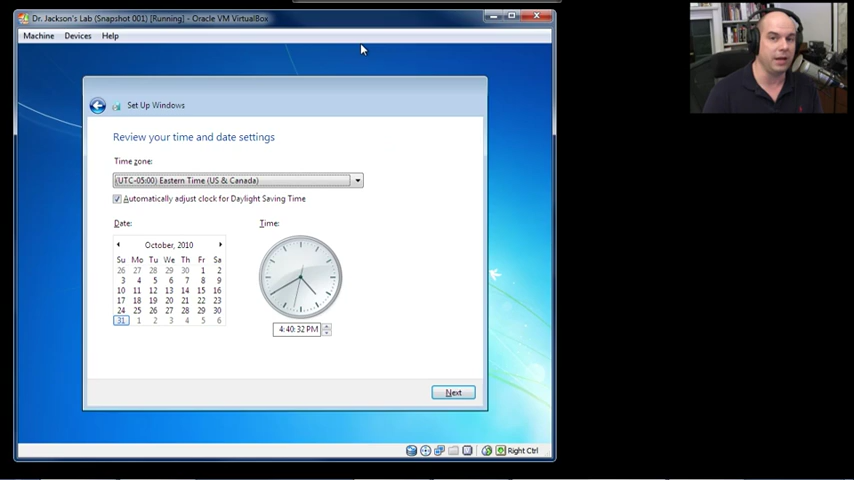 Dr. Jackson's Lab (Snapshot 001) [Running] - Oracle VM VirtualBox
Machine Devices Help
Set Up Windows
Review your time and date settings
Time zone:
(UTC-05:00) Eastern Time (US & Canada)
Automatically adjust clock for Daylight Saving Time
Date: Time:
October, 2010
Su Mo Tu We Th Fr Sa
26 27 28 29 30 1 2
3 4 5 6 7 8 9
10 11 12 13 14 15 16
17 18 19 20 21 22 23
24 25 26 27 28 29 30
31 1 2 3 4 5 6
4:40:32 PM
Next
Right Ctrl